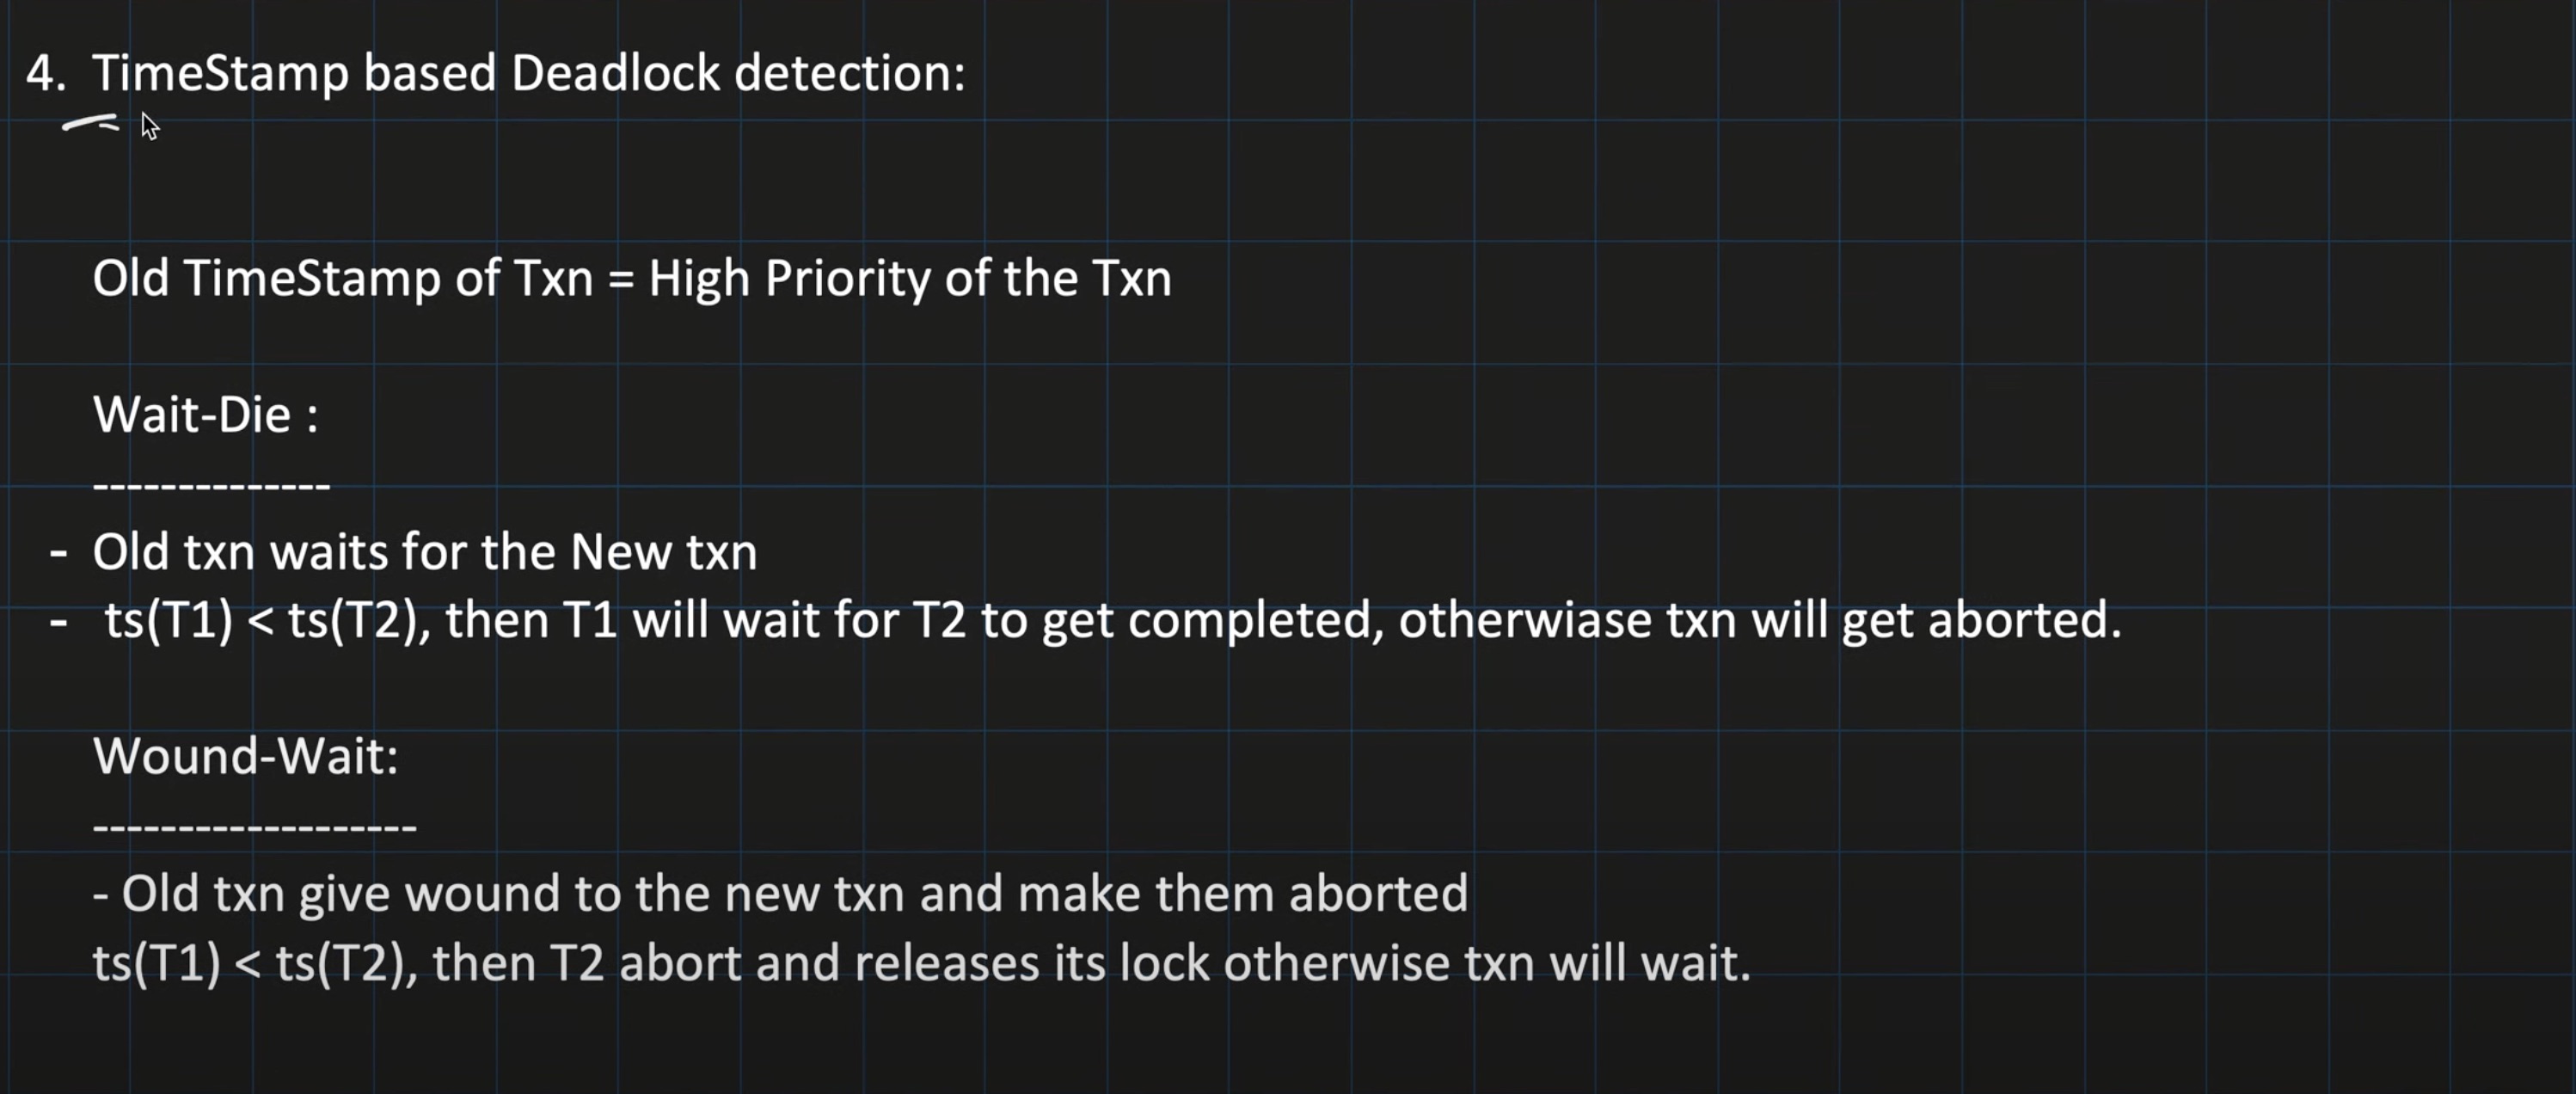 4. TimeStamp based Deadlock detection:
Old TimeStamp of Txn = High Priority of the Txn
Wait-Die :
--------------
- Old txn waits for the New txn
- ts(T1) < ts(T2), then T1 will wait for T2 to get completed, otherwiase txn will get aborted.
Wound-Wait:
-------------------
- Old txn give wound to the new txn and make them aborted
ts(T1) < ts(T2), then T2 abort and releases its lock otherwise txn will wait.